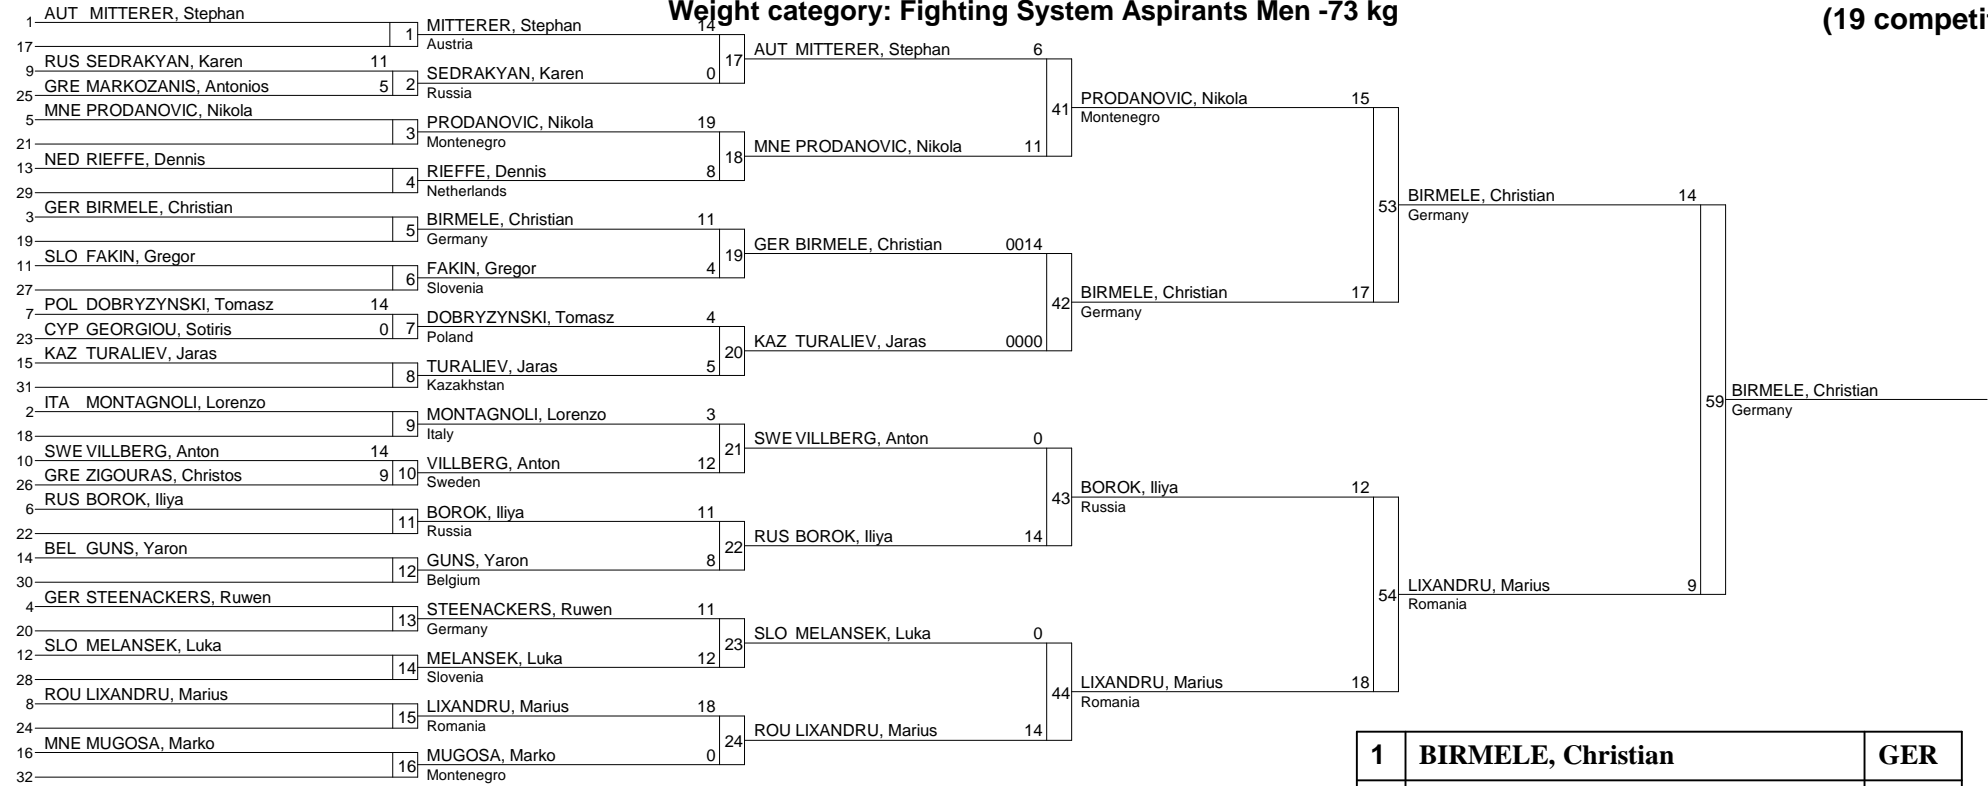 Weight category: Fighting System Aspirants Men -73 kg
(19 competi
1 AUT MITTERER, Stephan
17
1
9 RUS SEDRAKYAN, Karen 11
25 GRE MARKOZANIS, Antonios 5
2
5 MNE PRODANOVIC, Nikola
21
3
13 NED RIEFFE, Dennis
29
4
3 GER BIRMELE, Christian
19
5
11 SLO FAKIN, Gregor
27
6
7 POL DOBRYZYNSKI, Tomasz 14
23 CYP GEORGIOU, Sotiris 0
7
15 KAZ TURALIEV, Jaras
31
8
2 ITA MONTAGNOLI, Lorenzo
18
9
10 SWE VILLBERG, Anton 14
26 GRE ZIGOURAS, Christos 9
10
6 RUS BOROK, Iliya
22
11
14 BEL GUNS, Yaron
30
12
4 GER STEENACKERS, Ruwen
20
13
12 SLO MELANSEK, Luka
28
14
8 ROU LIXANDRU, Marius
24
15
16 MNE MUGOSA, Marko
32
16
MITTERER, Stephan 14
Austria
17
SEDRAKYAN, Karen 0
Russia
PRODANOVIC, Nikola 19
Montenegro
18
RIEFFE, Dennis 8
Netherlands
BIRMELE, Christian 11
Germany
19
FAKIN, Gregor 4
Slovenia
DOBRYZYNSKI, Tomasz 4
Poland
20
TURALIEV, Jaras 5
Kazakhstan
MONTAGNOLI, Lorenzo 3
Italy
21
VILLBERG, Anton 12
Sweden
BOROK, Iliya 11
Russia
22
GUNS, Yaron 8
Belgium
STEENACKERS, Ruwen 11
Germany
23
MELANSEK, Luka 12
Slovenia
LIXANDRU, Marius 18
Romania
24
MUGOSA, Marko 0
Montenegro
AUT MITTERER, Stephan 6
41
MNE PRODANOVIC, Nikola 11
GER BIRMELE, Christian 0014
42
KAZ TURALIEV, Jaras 0000
SWE VILLBERG, Anton 0
43
RUS BOROK, Iliya 14
SLO MELANSEK, Luka 0
44
ROU LIXANDRU, Marius 14
PRODANOVIC, Nikola 15
Montenegro
53
BIRMELE, Christian 17
Germany
BOROK, Iliya 12
Russia
54
LIXANDRU, Marius 18
Romania
BIRMELE, Christian 14
Germany
59
LIXANDRU, Marius 9
Romania
BIRMELE, Christian
Germany
1 BIRMELE, Christian GER